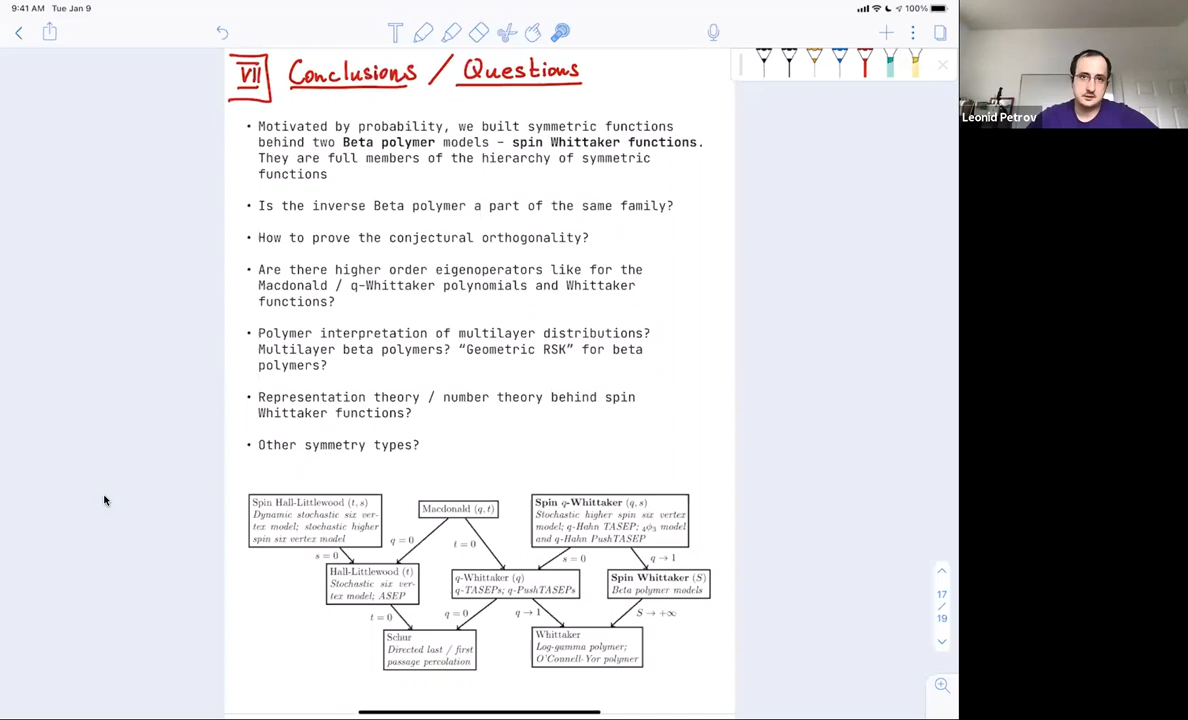 9:41 AM Tue Jan 9
100%
VII Conclusions / Questions
Leonid Petrov
• Motivated by probability, we built symmetric functions
behind two Beta polymer models – spin Whittaker functions.
They are full members of the hierarchy of symmetric
functions
• Is the inverse Beta polymer a part of the same family?
• How to prove the conjectural orthogonality?
• Are there higher order eigenoperators like for the
Macdonald / q-Whittaker polynomials and Whittaker
functions?
• Polymer interpretation of multilayer distributions?
Multilayer beta polymers? “Geometric RSK” for beta
polymers?
• Representation theory / number theory behind spin
Whittaker functions?
• Other symmetry types?
Spin Hall-Littlewood (t, s)
Dynamic stochastic six ver-
tex model; stochastic higher
spin six vertex model
Macdonald (q, t)
Spin q-Whittaker (q, s)
Stochastic higher spin six vertex
model; q-Hahn TASEP; ₄φ₃ model
and q-Hahn PushTASEP
s = 0
q = 0
t = 0
s = 0
q → 1
Hall-Littlewood (t)
Stochastic six ver-
tex model; ASEP
q-Whittaker (q)
q-TASEPs; q-PushTASEPs
Spin Whittaker (S)
Beta polymer models
t = 0
q = 0
q → 1
S → +∞
Schur
Directed last / first
passage percolation
Whittaker
Log-gamma polymer;
O'Connell-Yor polymer
17
/
19